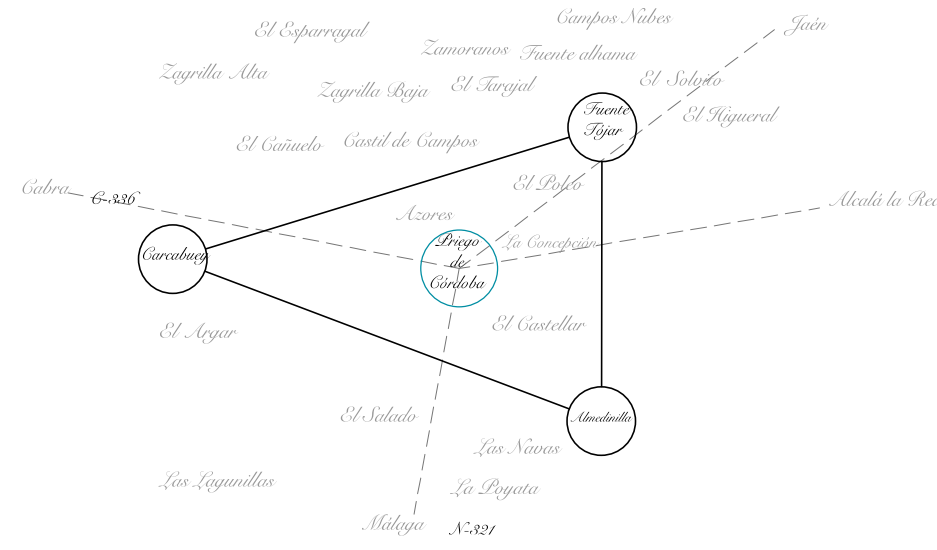 Campos Nubes
Jaén
El Esparragal
Zamoranos
Fuente alhama
Zagrilla Alta
El Solvito
Zagrilla Baja
El Tarajal
Fuente
Tójar
El Higueral
El Cañuelo
Castil de Campos
El Poleo
Cabra
C-336
Alcalá la Rea
Azores
Priego
de
Córdoba
La Concepción
Carcabuey
El Castellar
El Argar
El Salado
Almedinilla
Las Navas
Las Lagunillas
La Poyata
Málaga
N-321